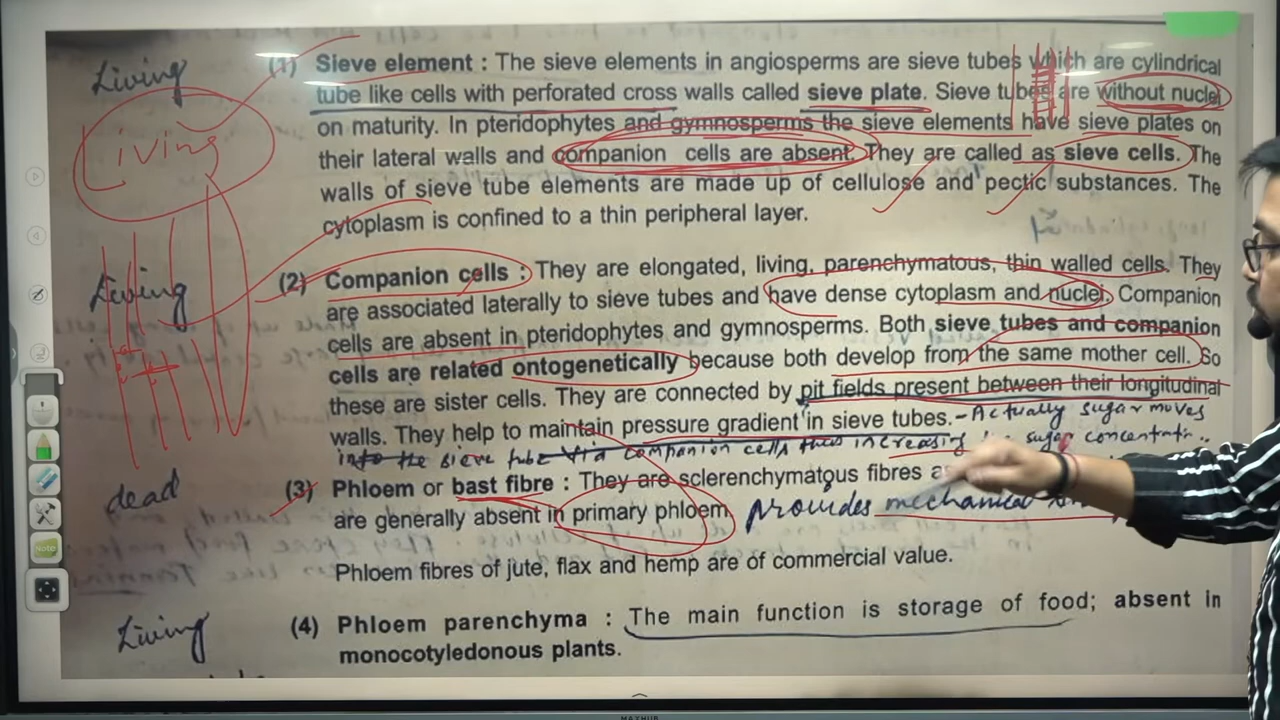 Living
(1) Sieve element : The sieve elements in angiosperms are sieve tubes which are cylindrical
tube like cells with perforated cross walls called sieve plate. Sieve tubes are without nuclei
Living
on maturity. In pteridophytes and gymnosperms the sieve elements have sieve plates on
their lateral walls and companion cells are absent. They are called as sieve cells. The
walls of sieve tube elements are made up of cellulose and pectic substances. The
cytoplasm is confined to a thin peripheral layer.
Living
(2) Companion cells : They are elongated, living, parenchymatous, thin walled cells. They
are associated laterally to sieve tubes and have dense cytoplasm and nuclei. Companion
cells are absent in pteridophytes and gymnosperms. Both sieve tubes and companion
cells are related ontogenetically because both develop from the same mother cell. So
these are sister cells. They are connected by pit fields present between their longitudinal
walls. They help to maintain pressure gradient in sieve tubes. - Actually sugar moves
into the sieve tube via companion cells thus increasing sugar concentratin
dead
(3) Phloem or bast fibre : They are sclerenchymatous fibres
are generally absent in primary phloem. provides mechanical
Phloem fibres of jute, flax and hemp are of commercial value.
Living
(4) Phloem parenchyma : The main function is storage of food; absent in
monocotyledonous plants.
Note
MAXHUB